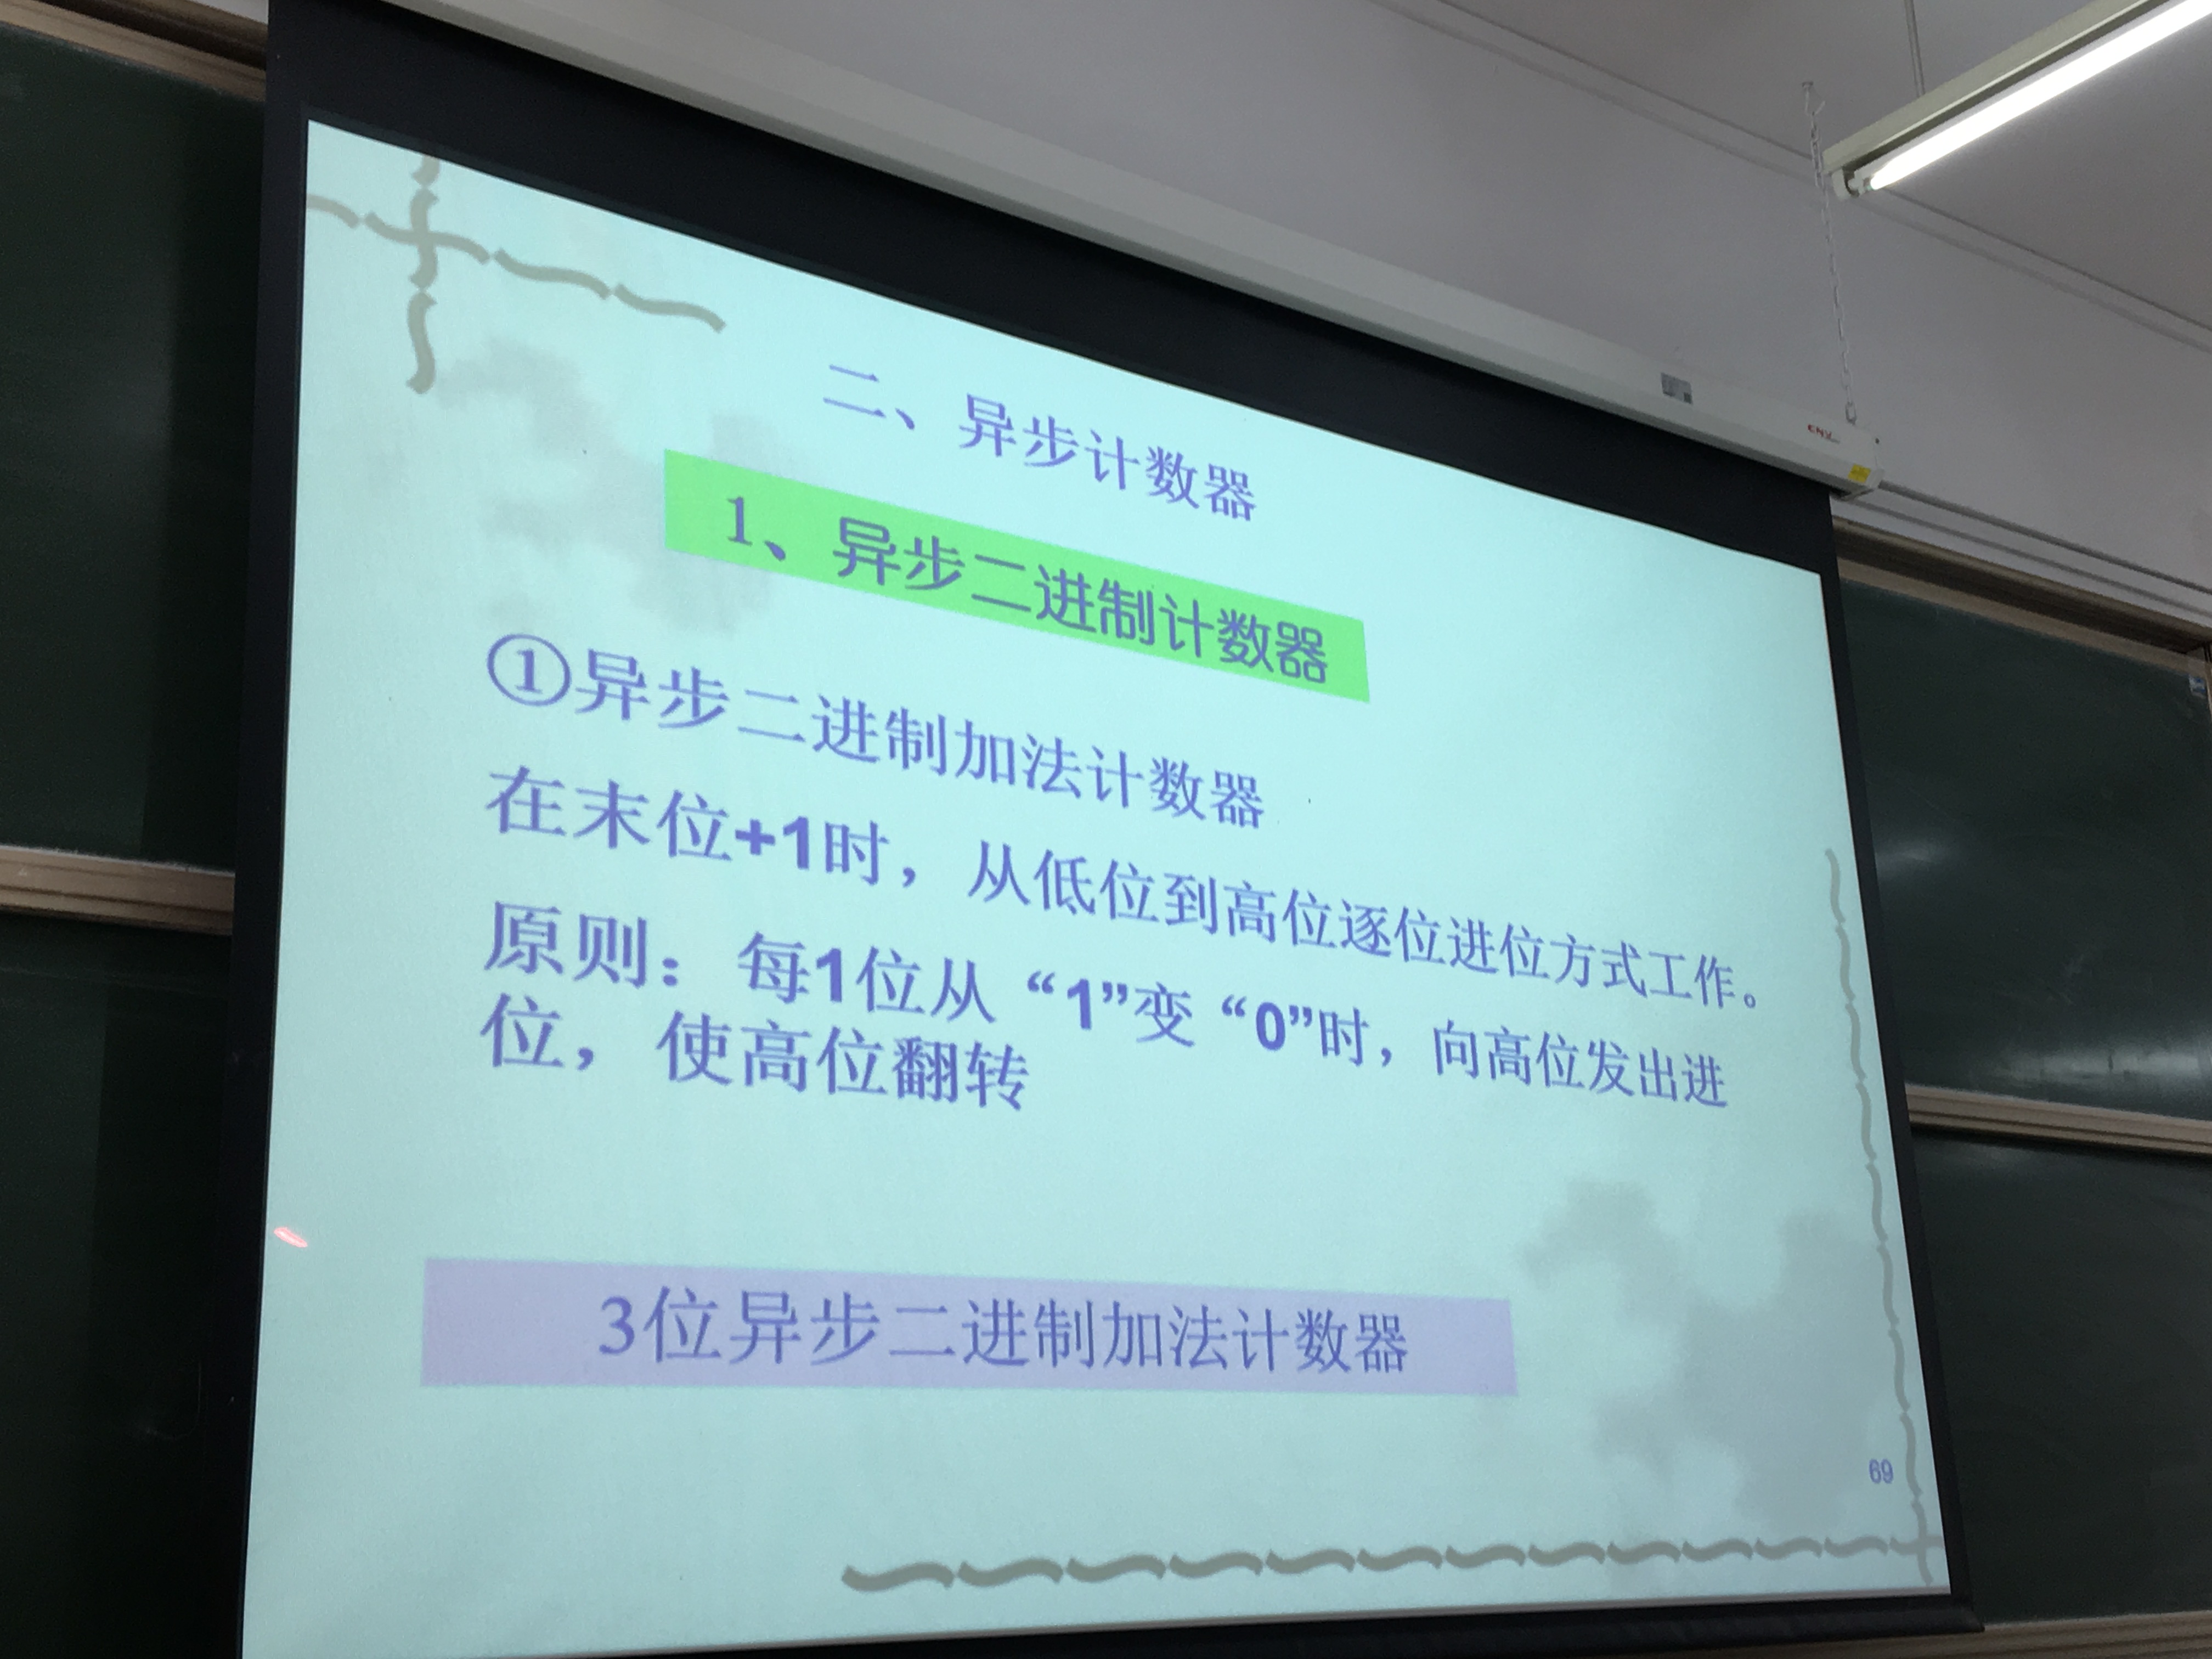 二、异步计数器
1、异步二进制计数器
①异步二进制加法计数器
在末位+1时，从低位到高位逐位进位方式工作。
原则：每1位从“1”变“0”时，向高位发出进
位，使高位翻转
3位异步二进制加法计数器
69